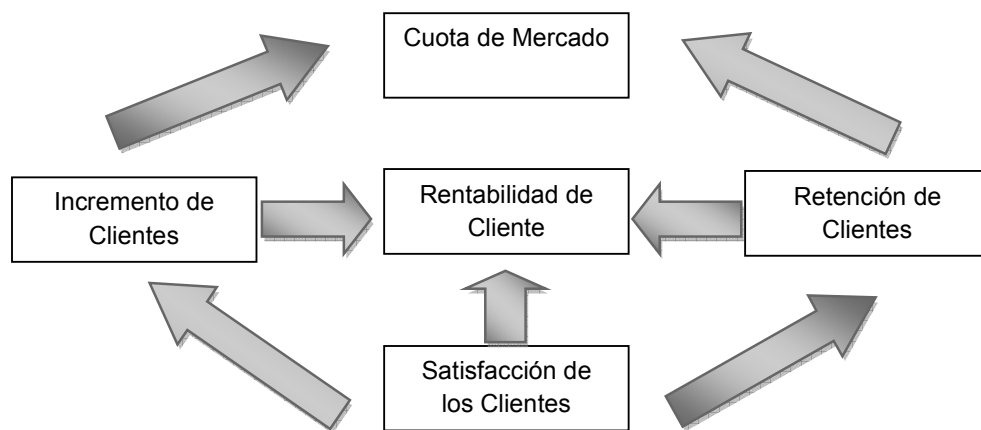 Cuota de Mercado
Incremento de
Clientes
Rentabilidad de
Cliente
Retención de
Clientes
Satisfacción de
los Clientes